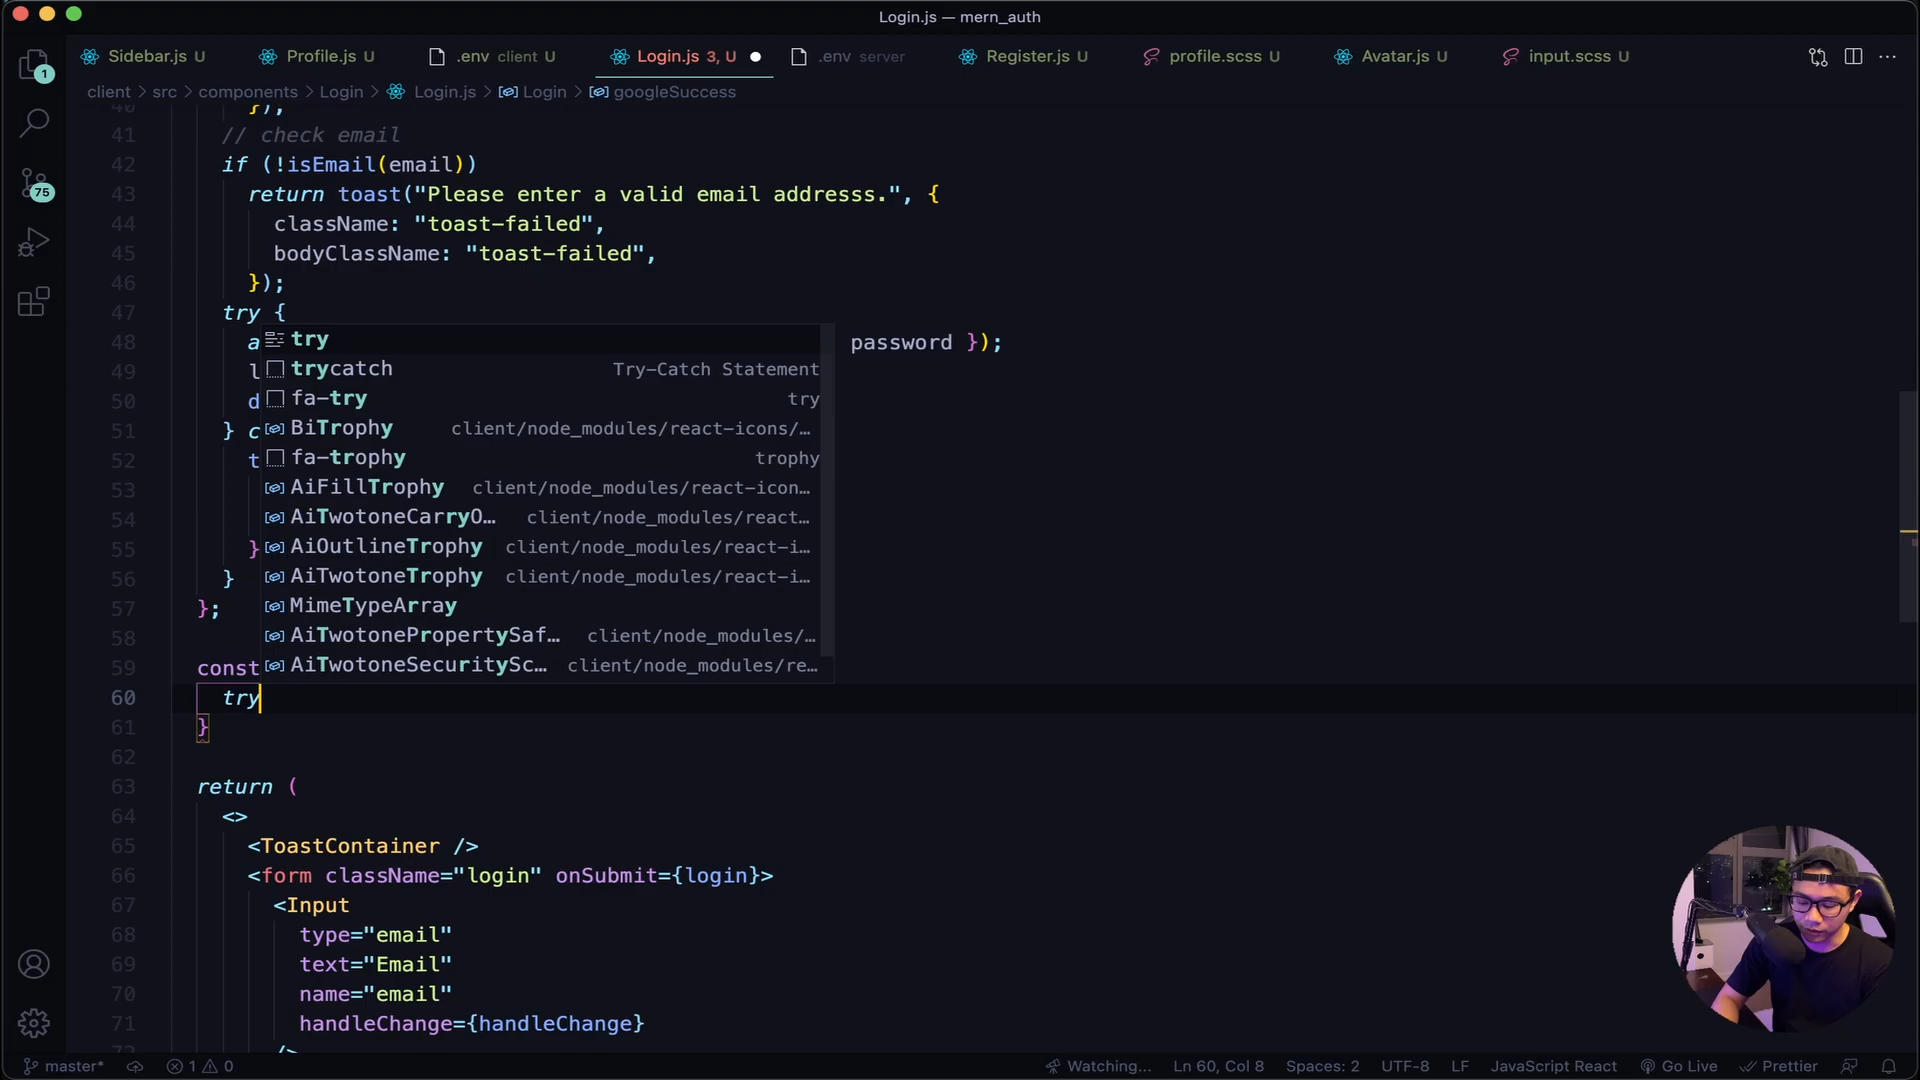 Login.js — mern_auth
Sidebar.js U Profile.js U .env client U Login.js 3, U .env server Register.js U profile.scss U Avatar.js U input.scss U
client > src > components > Login > Login.js > Login > googleSuccess
1
75
40 });
41 // check email
42 if (!isEmail(email))
43 return toast("Please enter a valid email addresss.", {
44 className: "toast-failed",
45 bodyClassName: "toast-failed",
46 });
47 try {
48 a password });
49 l
50 d
51 } c
52 t
53
54
55 }
56 }
57 };
58
59 const
60 try
61 }
62
63 return (
64 <>
65 <ToastContainer />
66 <form className="login" onSubmit={login}>
67 <Input
68 type="email"
69 text="Email"
70 name="email"
71 handleChange={handleChange}
72 />
try
trycatch Try-Catch Statement
fa-try try
BiTrophy client/node_modules/react-icons/…
fa-trophy trophy
AiFillTrophy client/node_modules/react-icon…
AiTwotoneCarryO… client/node_modules/react…
AiOutlineTrophy client/node_modules/react-i…
AiTwotoneTrophy client/node_modules/react-i…
MimeTypeArray
AiTwotonePropertySaf… client/node_modules/…
AiTwotoneSecuritySc… client/node_modules/re…
master* 1 0 Watching... Ln 60, Col 8 Spaces: 2 UTF-8 LF JavaScript React Go Live Prettier